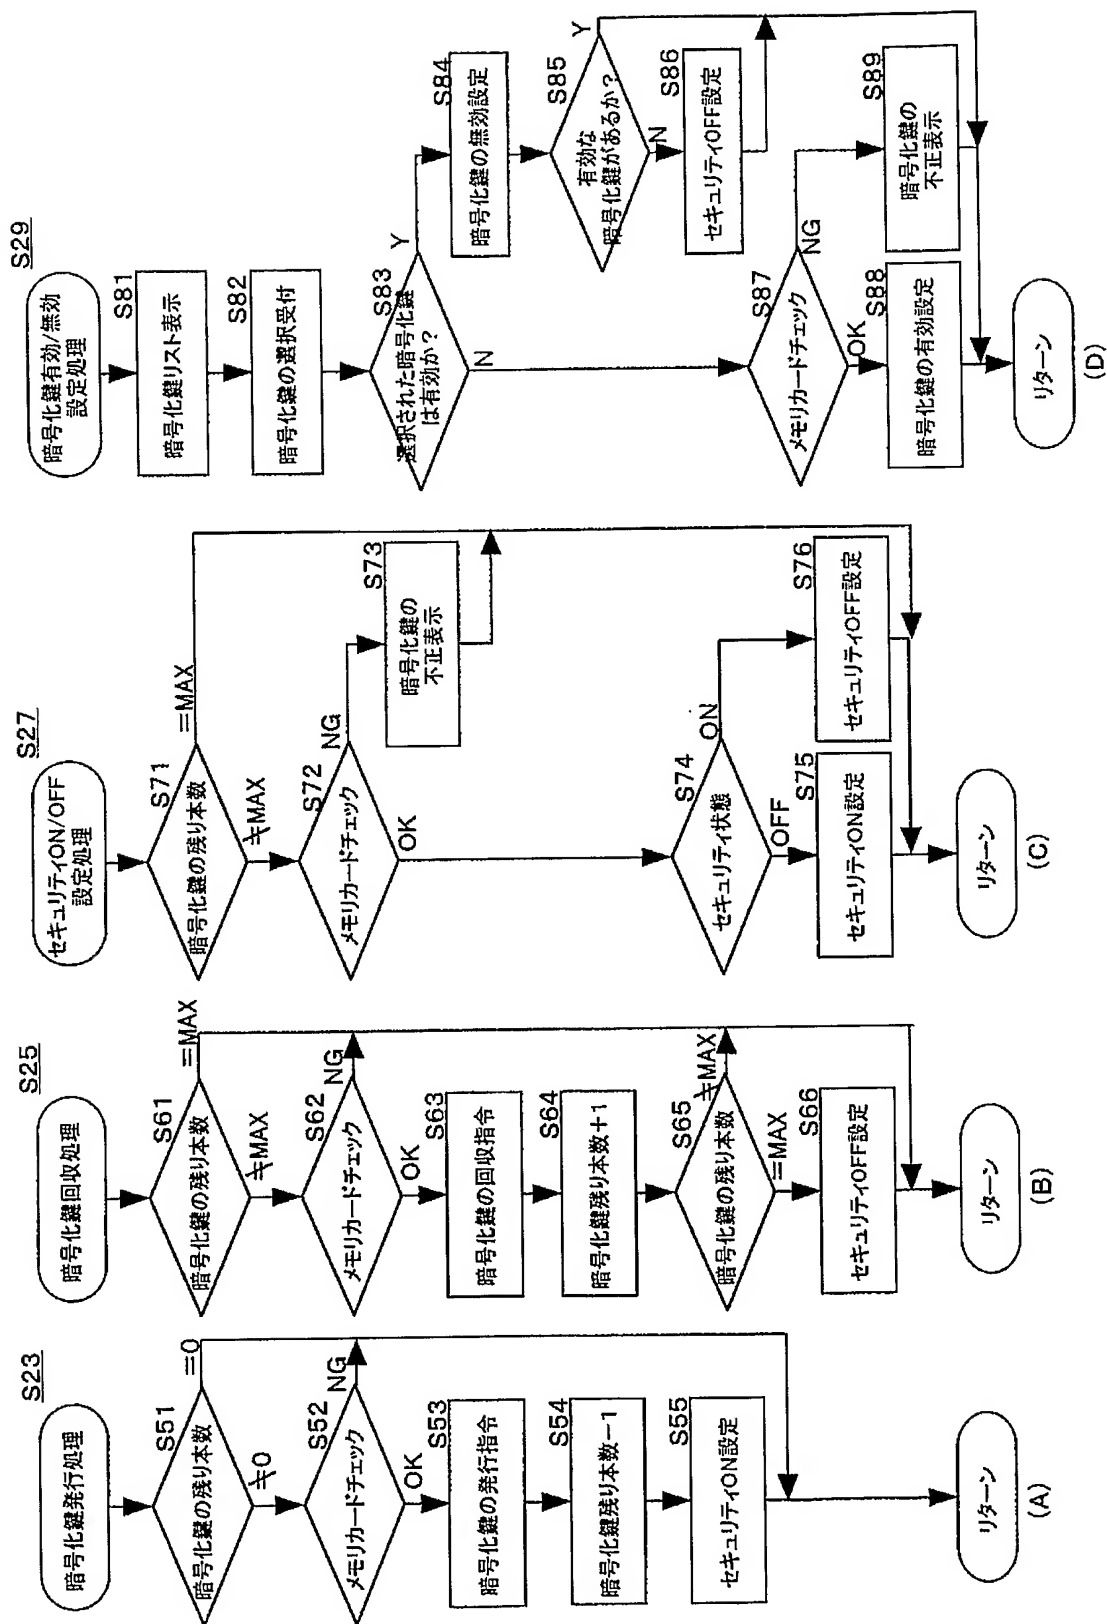 S23
暗号化鍵発行処理
S51
暗号化鍵の残り本数
=0
≠0
S52
メモリカードチェック
NG
OK
S53
暗号化鍵の発行指令
S54
暗号化鍵残り本数-1
S55
セキュリティON設定
リターン
(A)
S25
暗号化鍵回収処理
S61
暗号化鍵の残り本数
=MAX
≠MAX
S62
メモリカードチェック
NG
OK
S63
暗号化鍵の回収指令
S64
暗号化鍵残り本数+1
S65
暗号化鍵の残り本数
≠MAX
=MAX
S66
セキュリティOFF設定
リターン
(B)
S27
セキュリティON/OFF
設定処理
S71
暗号化鍵の残り本数
=MAX
≠MAX
S72
メモリカードチェック
NG
OK
S73
暗号化鍵の
不正表示
S74
セキュリティ状態
ON
OFF
S75
セキュリティON設定
S76
セキュリティOFF設定
リターン
(C)
S29
暗号化鍵有効/無効
設定処理
S81
暗号化鍵リスト表示
S82
暗号化鍵の選択受付
S83
選択された暗号化鍵
は有効か?
Y
N
S84
暗号化鍵の無効設定
S85
有効な
暗号化鍵があるか?
Y
N
S86
セキュリティOFF設定
S87
メモリカードチェック
NG
OK
S88
暗号化鍵の有効設定
S89
暗号化鍵の
不正表示
リターン
(D)